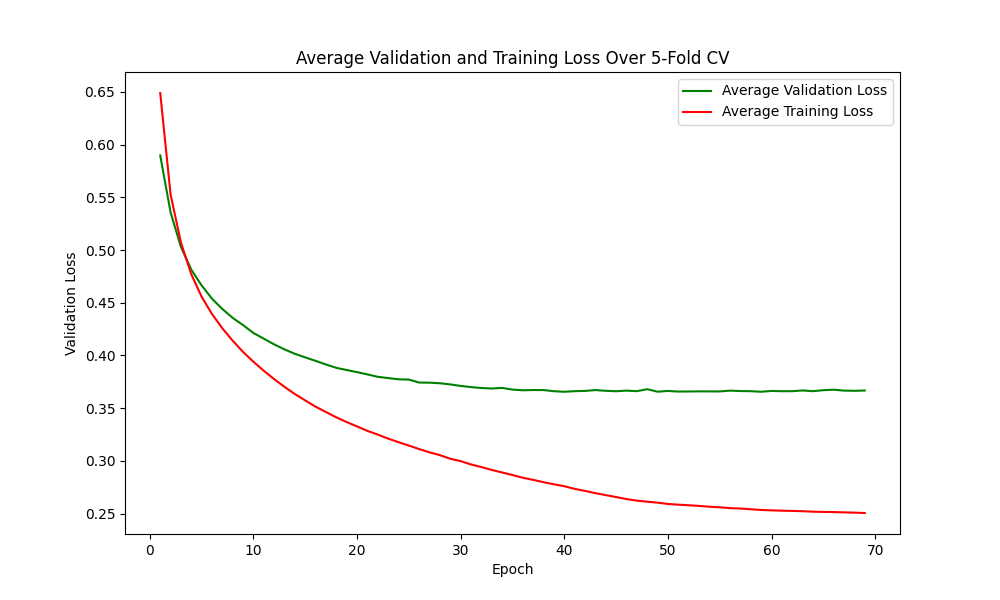 Average Validation and Training Loss Over 5-Fold CV
Average Validation Loss
Average Training Loss
0.65
0.60
0.55
0.50
0.45
0.40
0.35
0.30
0.25
Validation Loss
0 10 20 30 40 50 60 70
Epoch